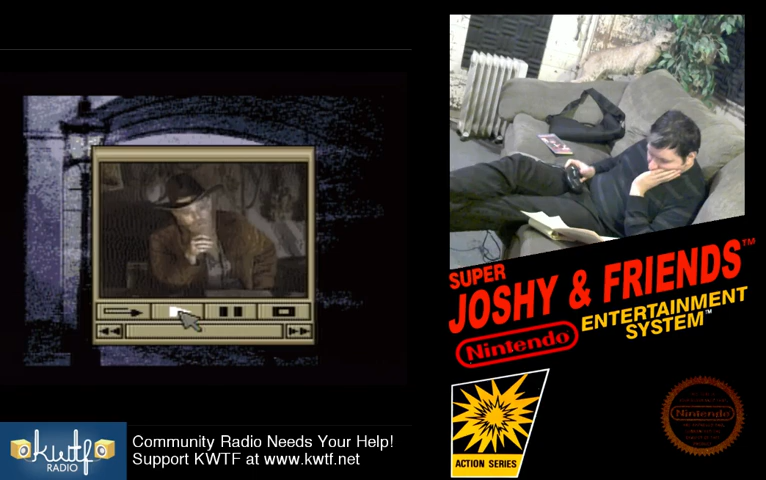 SUPER
JOSHY & FRIENDS™
Nintendo
ENTERTAINMENT
SYSTEM™
Nintendo
ACTION SERIES
kwtf
RADIO
Community Radio Needs Your Help!
Support KWTF at www.kwtf.net